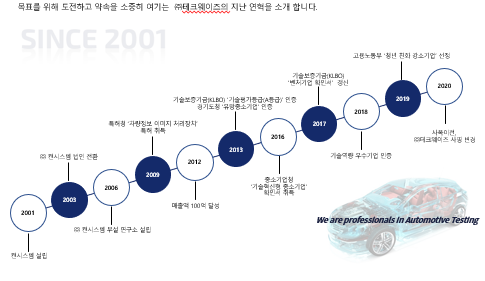 목표를 위해 도전하고 약속을 소중히 여기는 ㈜테크웨이즈의 지난 연혁을 소개 합니다.
SINCE 2001
고용노동부 '청년 친화 강소기업' 선정
기술보증기금(KLBO)
'벤처기업 확인서' 갱신
2020
2019
기술보증기금(KLBO) '기술평가등급(A등급)' 인증
경기도청 '유망중소기업' 인증
2018
2017
사옥이전,
㈜테크웨이즈 사명 변경
특허청 '차량정보 이미지 처리장치'
특허 취득
2016
2013
기술역량 우수기업 인증
㈜ 켄시스템 법인 전환
2012
2009
중소기업청
'기술혁신형 중소기업'
확인서 취득
2006
2003
매출액 100억 달성
2001
We are professionals in Automotive Testing
㈜ 켄시스템 부설 연구소 설립
켄시스템 설립